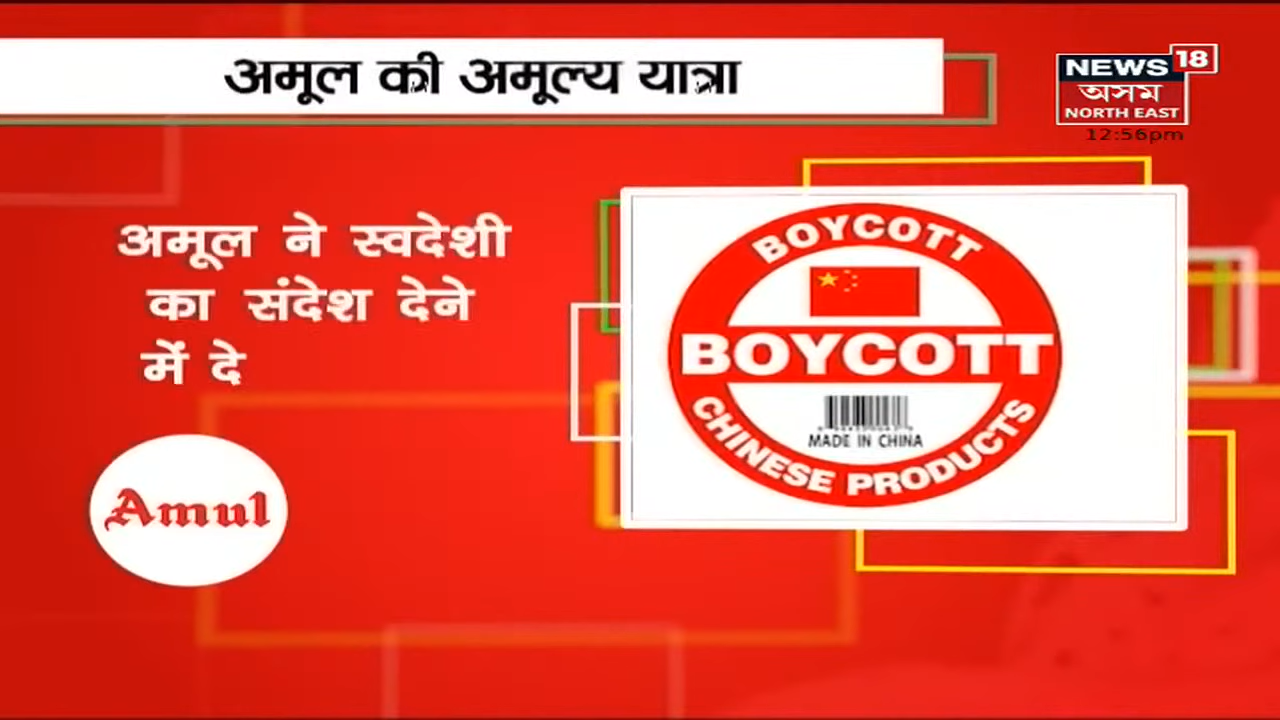 अमूल की अमूल्य यात्रा
NEWS 18
অসম
NORTH EAST
12:56pm
अमूल ने स्वदेशी
का संदेश देने
में दे
Amul
BOYCOTT
BOYCOTT
MADE IN CHINA
CHINESE PRODUCTS